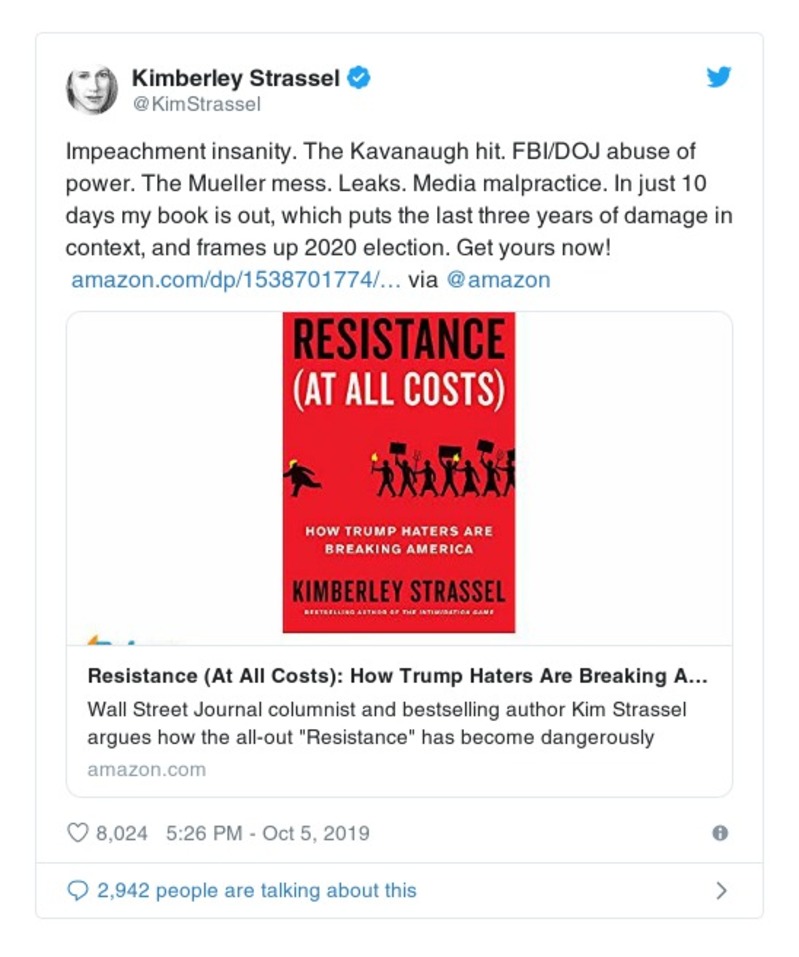 Kimberley Strassel
@KimStrassel
Impeachment insanity. The Kavanaugh hit. FBI/DOJ abuse of
power. The Mueller mess. Leaks. Media malpractice. In just 10
days my book is out, which puts the last three years of damage in
context, and frames up 2020 election. Get yours now!
amazon.com/dp/1538701774/… via @amazon
RESISTANCE
(AT ALL COSTS)
HOW TRUMP HATERS ARE
BREAKING AMERICA
KIMBERLEY STRASSEL
BESTSELLING AUTHOR OF THE INTIMIDATION GAME
Resistance (At All Costs): How Trump Haters Are Breaking A...
Wall Street Journal columnist and bestselling author Kim Strassel
argues how the all-out "Resistance" has become dangerously
amazon.com
8,024 5:26 PM - Oct 5, 2019
2,942 people are talking about this